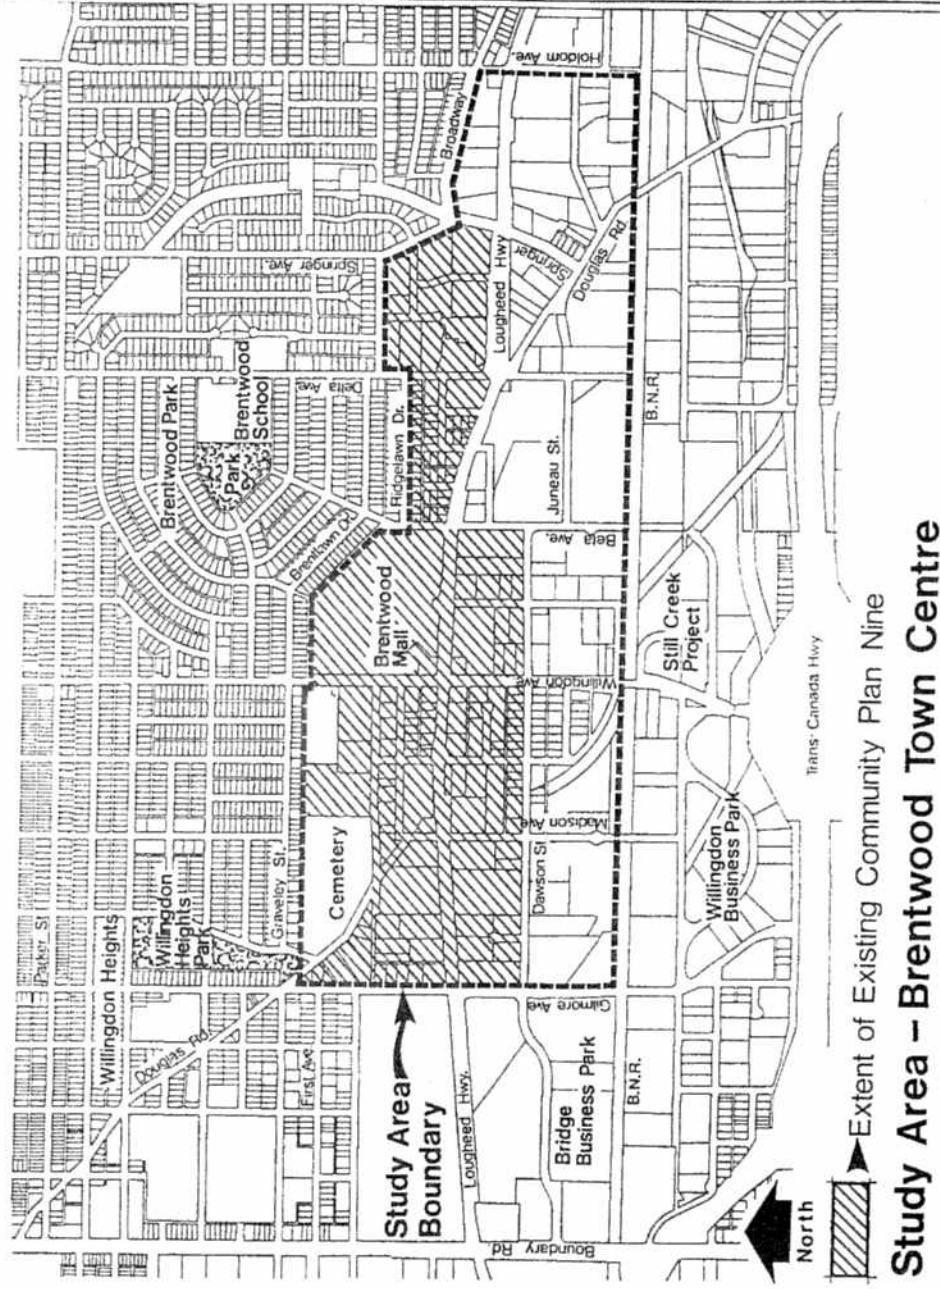 Parker St.
Willingdon Heights
Willingdon
Heights
Park
Douglas Rd.
First Ave.
Graveley St.
Cemetery
Brentwood Park
Park
Brentwood
School
Brentlawn Dr.
Delta Ave.
Ridgelawn Dr.
Springer Ave.
Broadway
Holdom Ave.
Brentwood
Mall
Lougheed Hwy
Springer
Douglas Rd.
Juneau St.
Beta Ave.
Willingdon Ave
Madison Ave
Dawson St
Gilmore Ave
Study Area
Boundary
Lougheed Hwy.
Bridge
Business Park
Boundary
Rd.
B.N.R.
B.N.R.
Still Creek
Project
Willingdon
Business Park
Trans-Canada Hwy
North
Extent of Existing Community Plan Nine
Study Area – Brentwood Town Centre